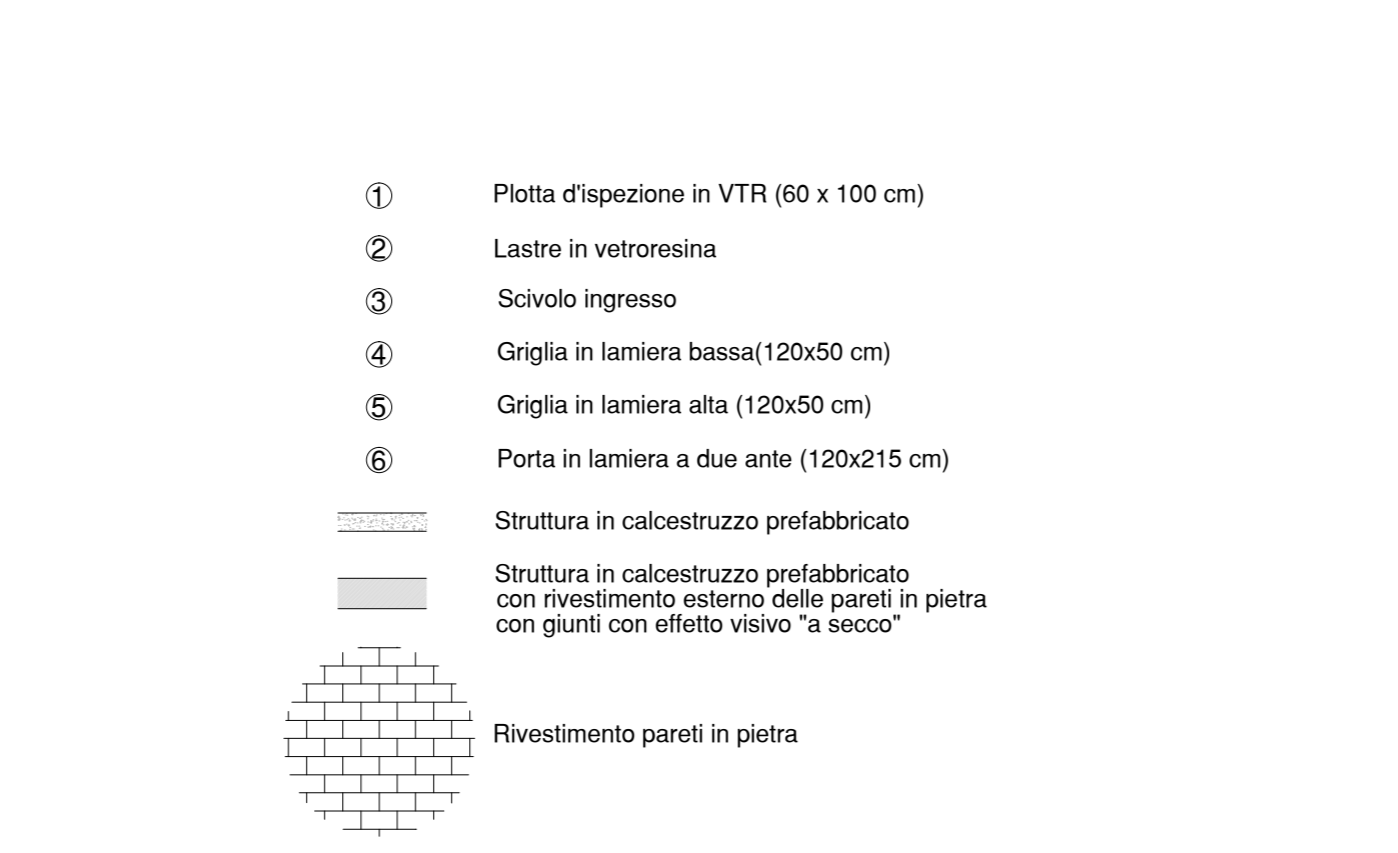 ① Plotta d'ispezione in VTR (60 x 100 cm)
② Lastre in vetroresina
③ Scivolo ingresso
④ Griglia in lamiera bassa(120x50 cm)
⑤ Griglia in lamiera alta (120x50 cm)
⑥ Porta in lamiera a due ante (120x215 cm)
Struttura in calcestruzzo prefabbricato
Struttura in calcestruzzo prefabbricato
con rivestimento esterno delle pareti in pietra
con giunti con effetto visivo "a secco"
Rivestimento pareti in pietra